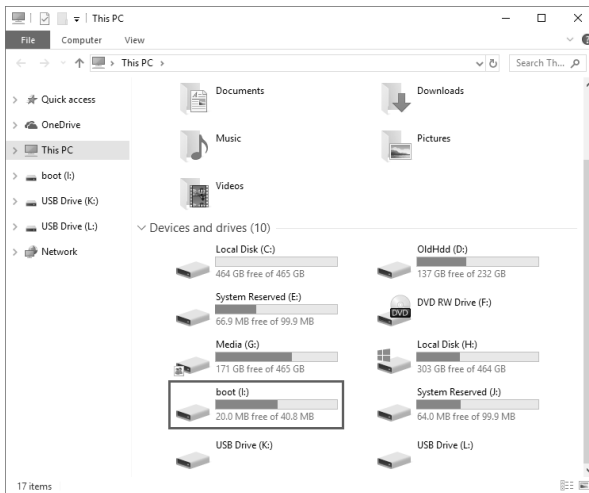 This PC
File Computer View
This PC
Search Th...
Quick access
OneDrive
This PC
boot (I:)
USB Drive (K:)
USB Drive (L:)
Network
Documents
Downloads
Music
Pictures
Videos
Devices and drives (10)
Local Disk (C:)
464 GB free of 465 GB
OldHdd (D:)
137 GB free of 232 GB
System Reserved (E:)
66.9 MB free of 99.9 MB
DVD RW Drive (F:)
DVD
Media (G:)
171 GB free of 465 GB
Local Disk (H:)
303 GB free of 464 GB
boot (I:)
20.0 MB free of 40.8 MB
System Reserved (J:)
64.0 MB free of 99.9 MB
USB Drive (K:)
USB Drive (L:)
17 items